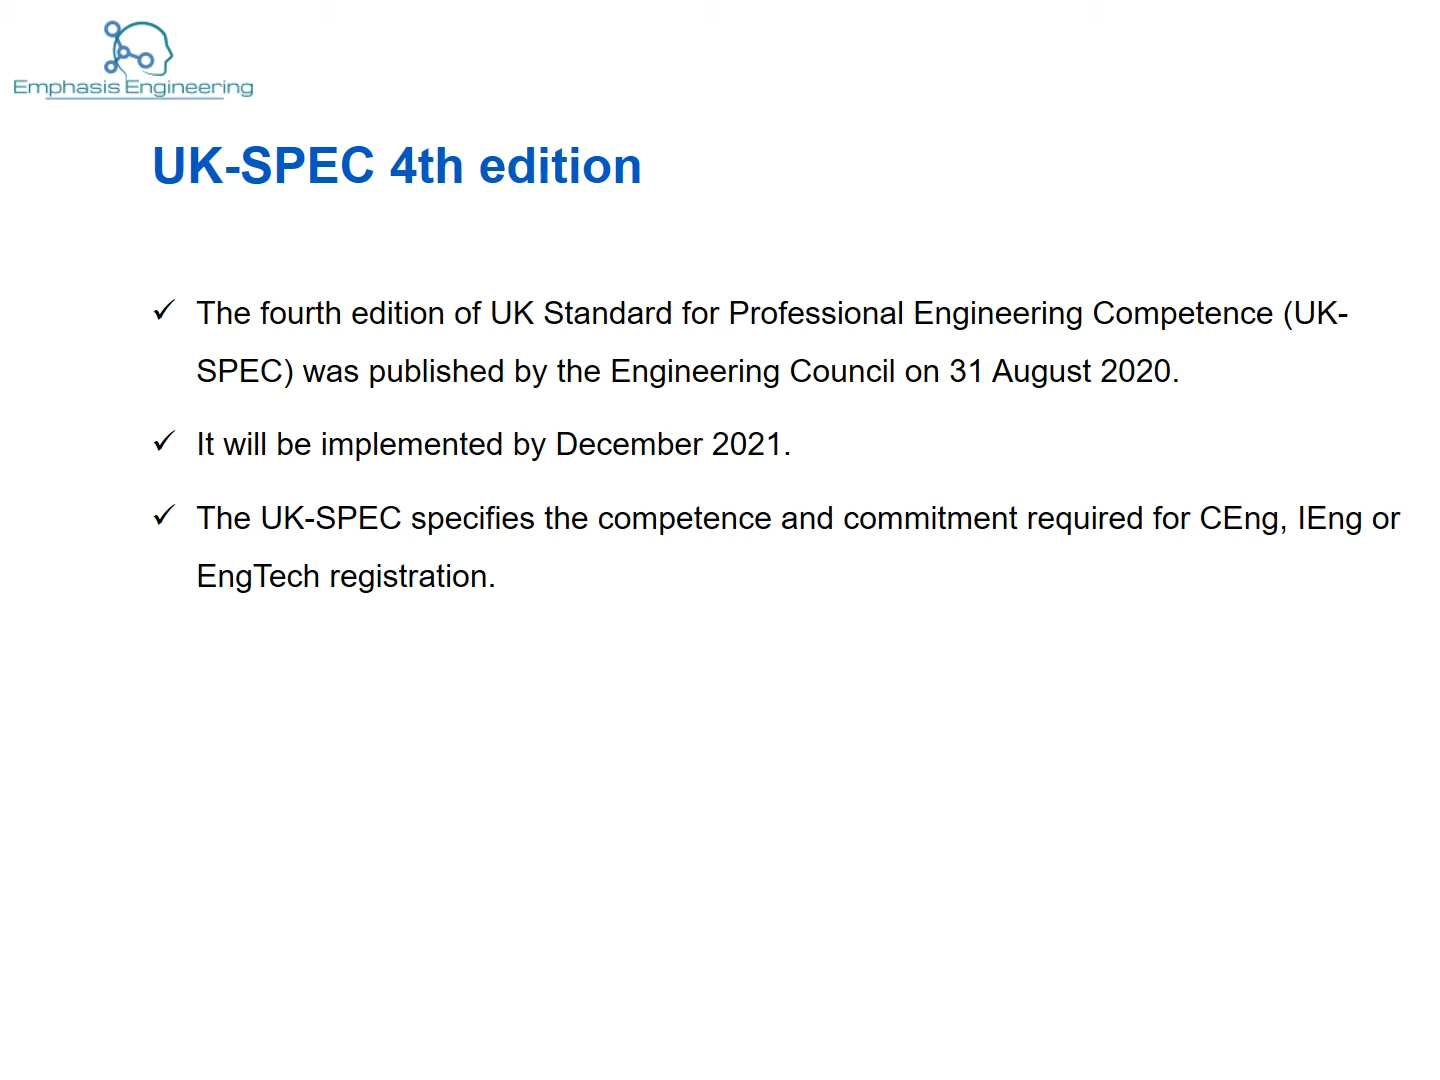 Emphasis Engineering
UK-SPEC 4th edition
✓ The fourth edition of UK Standard for Professional Engineering Competence (UK-
SPEC) was published by the Engineering Council on 31 August 2020.
✓ It will be implemented by December 2021.
✓ The UK-SPEC specifies the competence and commitment required for CEng, IEng or
EngTech registration.